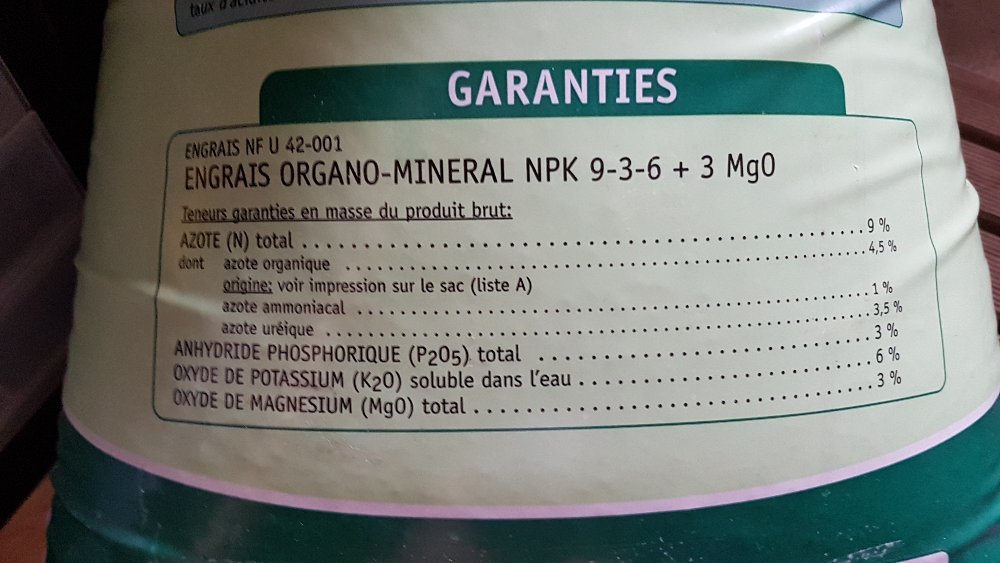 taux d'acidité
GARANTIES
ENGRAIS NF U 42-001
ENGRAIS ORGANO-MINERAL NPK 9-3-6 + 3 MgO
Teneurs garanties en masse du produit brut:
AZOTE (N) total ........ 9 %
dont azote organique ........ 4,5 %
origine: voir impression sur le sac (liste A)
azote ammoniacal ........ 1 %
azote uréique ........ 3,5 %
ANHYDRIDE PHOSPHORIQUE (P2O5) total ........ 3 %
OXYDE DE POTASSIUM (K2O) soluble dans l'eau ........ 6 %
OXYDE DE MAGNESIUM (MgO) total ........ 3 %